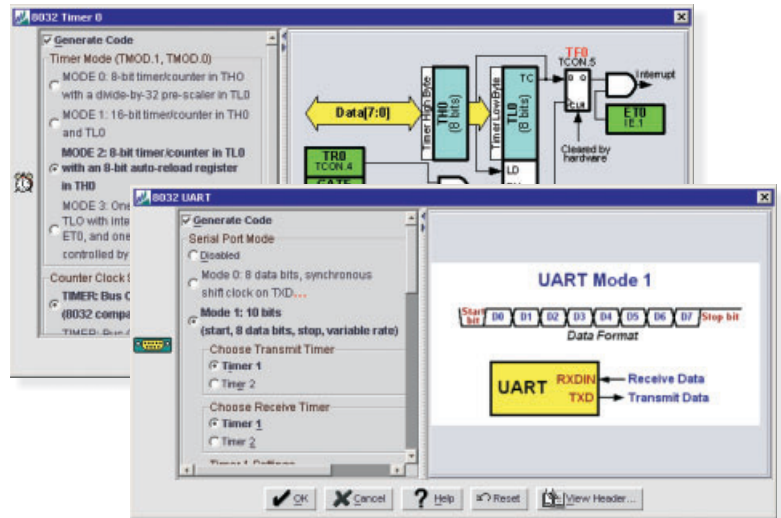 8032 Timer 0
Generate Code
Timer Mode (TMOD.1, TMOD.0)
MODE 0: 8-bit timer/counter in TH0
with a divide-by-32 pre-scaler in TL0
MODE 1: 16-bit timer/counter in TH0
and TL0
MODE 2: 8-bit timer/counter in TL0
with an 8-bit auto-reload register
in TH0
MODE 3: One
TL0 with inte
ET0, and one
controlled by
Counter Clock S
TIMER: Bus C
(8032 compa
Data[7:0]
Timer High Byte
TH0
(8 bits)
Timer Low Byte
TL0
(8 bits)
TC
LD
TF0
TCON.5
D
Q
CLR
Interrupt
ET0
IE.1
Cleared by
hardware
TR0
TCON.4
8032 UART
Generate Code
Serial Port Mode
Disabled
Mode 0: 8 data bits, synchronous
shift clock on TXD...
Mode 1: 10 bits
(start, 8 data bits, stop, variable rate)
Choose Transmit Timer
Timer 1
Timer 2
Choose Receive Timer
Timer 1
Timer 2
UART Mode 1
Start
bit
D0 D1 D2 D3 D4 D5 D6 D7 Stop bit
Data Format
UART
RXDIN
TXD
Receive Data
Transmit Data
OK Cancel Help Reset View Header...